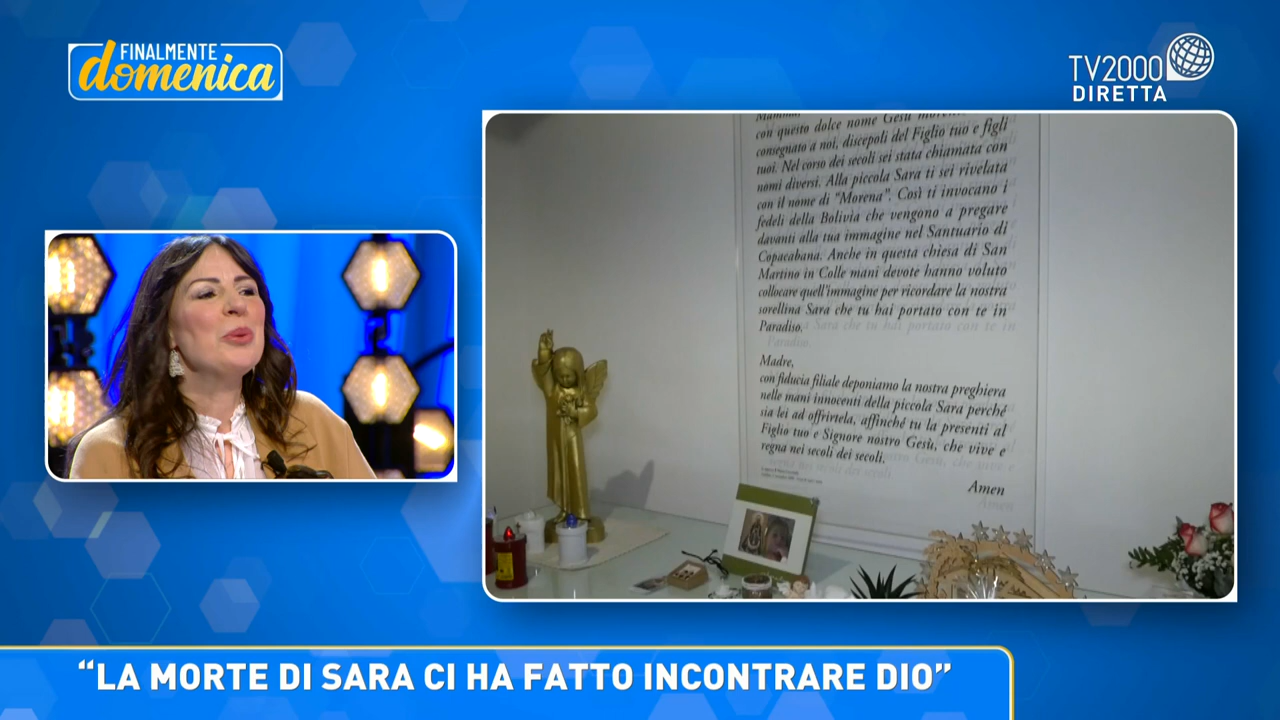 FINALMENTE
domenica
TV2000
DIRETTA
con questo dolce nome Gesù
consegnato a noi, discepoli del Figlio tuo e figli
tuoi. Nel corso dei secoli sei stata chiamata con
nomi diversi. Alla piccola Sara ti sei rivelata
con il nome di "Morena". Così ti invocano i
fedeli della Bolivia che vengono a pregare
davanti alla tua immagine nel Santuario di
Copacabana. Anche in questa chiesa di San
Martino in Colle mani devote hanno voluto
collocare quell'immagine per ricordare la nostra
sorellina Sara che tu hai portato con te in
Paradiso.
Madre,
con fiducia filiale deponiamo la nostra preghiera
nelle mani innocenti della piccola Sara perché
sia lei ad offrirtela, affinché tu la presenti al
Figlio tuo e Signore nostro Gesù, che vive e
regna nei secoli dei secoli.
Amen
"LA MORTE DI SARA CI HA FATTO INCONTRARE DIO"